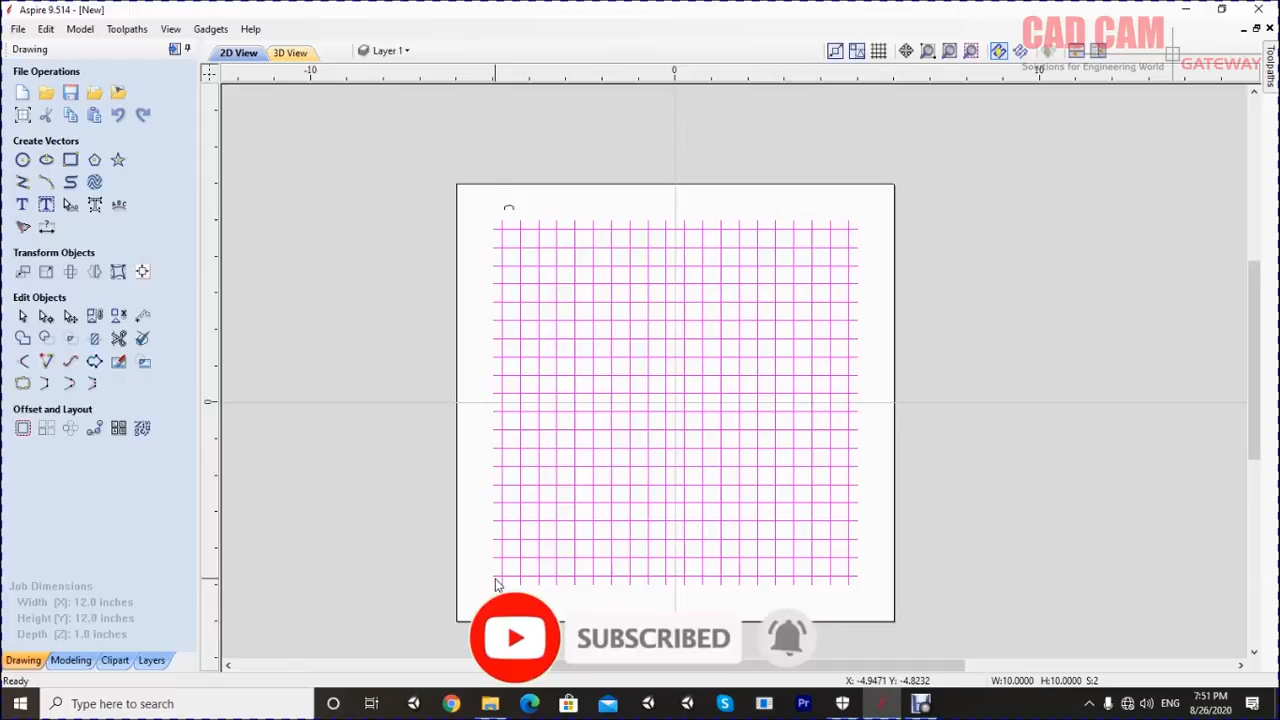 Aspire 9.514 - [New]
File Edit Model Toolpaths View Gadgets Help
CAD CAM
Solutions for Engineering World
GATEWAY
Drawing
2D View 3D View Layer 1
Toolpaths
-10 0 10
File Operations
Create Vectors
Transform Objects
Edit Objects
Offset and Layout
0
Job Dimensions
Width [X]: 12.0 inches
Height [Y]: 12.0 inches
Depth [Z]: 1.0 inches
SUBSCRIBED
Drawing Modeling Clipart Layers
Ready X: -4.9471 Y: -4.8232 W:10.0000 H:10.0000 S:2
Type here to search
ENG
7:51 PM
8/26/2020